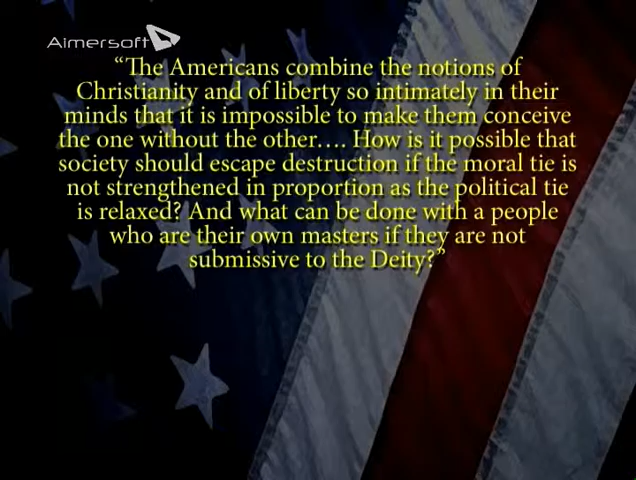 Aimersoft
“The Americans combine the notions of
Christianity and of liberty so intimately in their
minds that it is impossible to make them conceive
the one without the other.... How is it possible that
society should escape destruction if the moral tie is
not strengthened in proportion as the political tie
is relaxed? And what can be done with a people
who are their own masters if they are not
submissive to the Deity?”